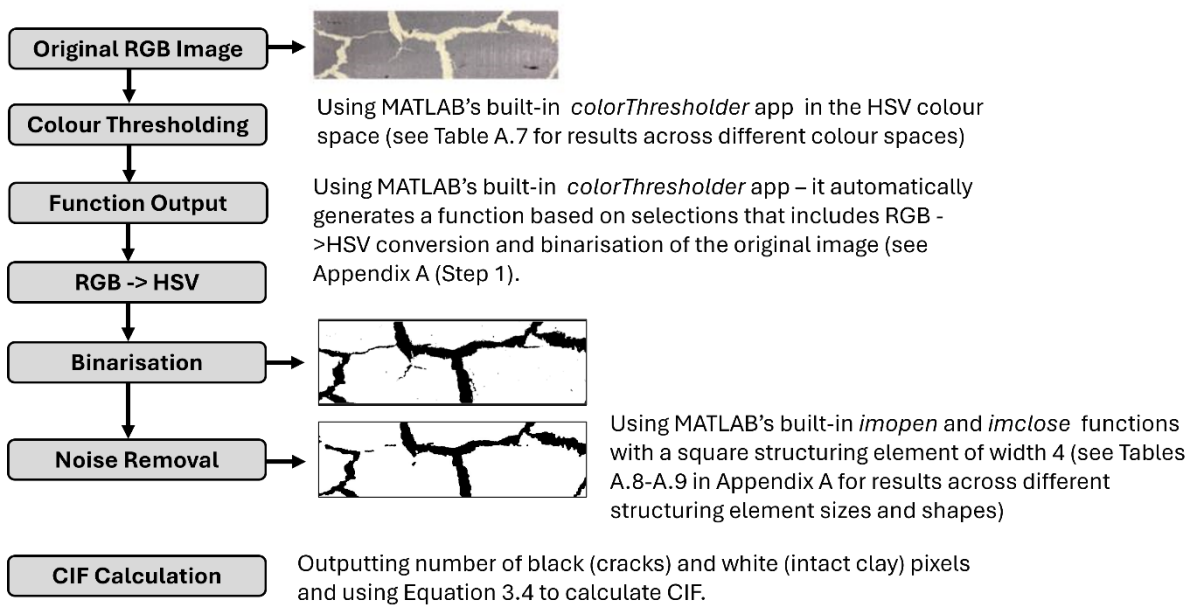 Original RGB Image
Colour Thresholding
Using MATLAB's built-in colorThresholder app in the HSV colour
space (see Table A.7 for results across different colour spaces)
Function Output
Using MATLAB's built-in colorThresholder app – it automatically
generates a function based on selections that includes RGB -
>HSV conversion and binarisation of the original image (see
Appendix A (Step 1).
RGB -> HSV
Binarisation
Noise Removal
Using MATLAB's built-in imopen and imclose functions
with a square structuring element of width 4 (see Tables
A.8-A.9 in Appendix A for results across different
structuring element sizes and shapes)
CIF Calculation
Outputting number of black (cracks) and white (intact clay) pixels
and using Equation 3.4 to calculate CIF.